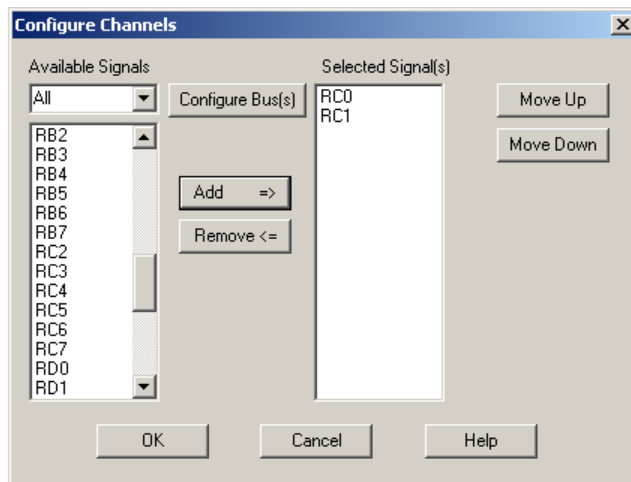 Configure Channels
Available Signals
All
Configure Bus(s)
RB2
RB3
RB4
RB5
RB6
RB7
RC2
RC3
RC4
RC5
RC6
RC7
RD0
RD1
Add =>
Remove <=
Selected Signal(s)
RC0
RC1
Move Up
Move Down
OK
Cancel
Help